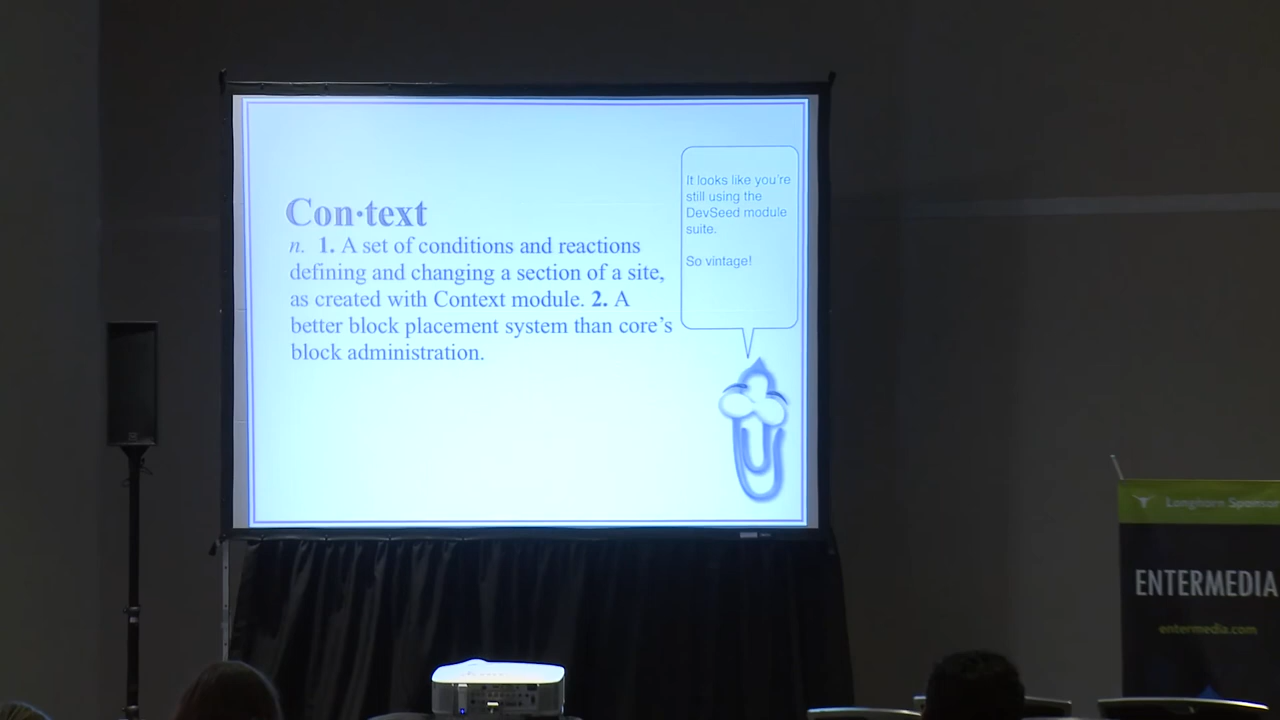 Con·text
n. 1. A set of conditions and reactions
defining and changing a section of a site,
as created with Context module. 2. A
better block placement system than core's
block administration.
It looks like you're
still using the
DevSeed module
suite.
So vintage!
Longhorn Sponsor
ENTERMEDIA
entermedia.com